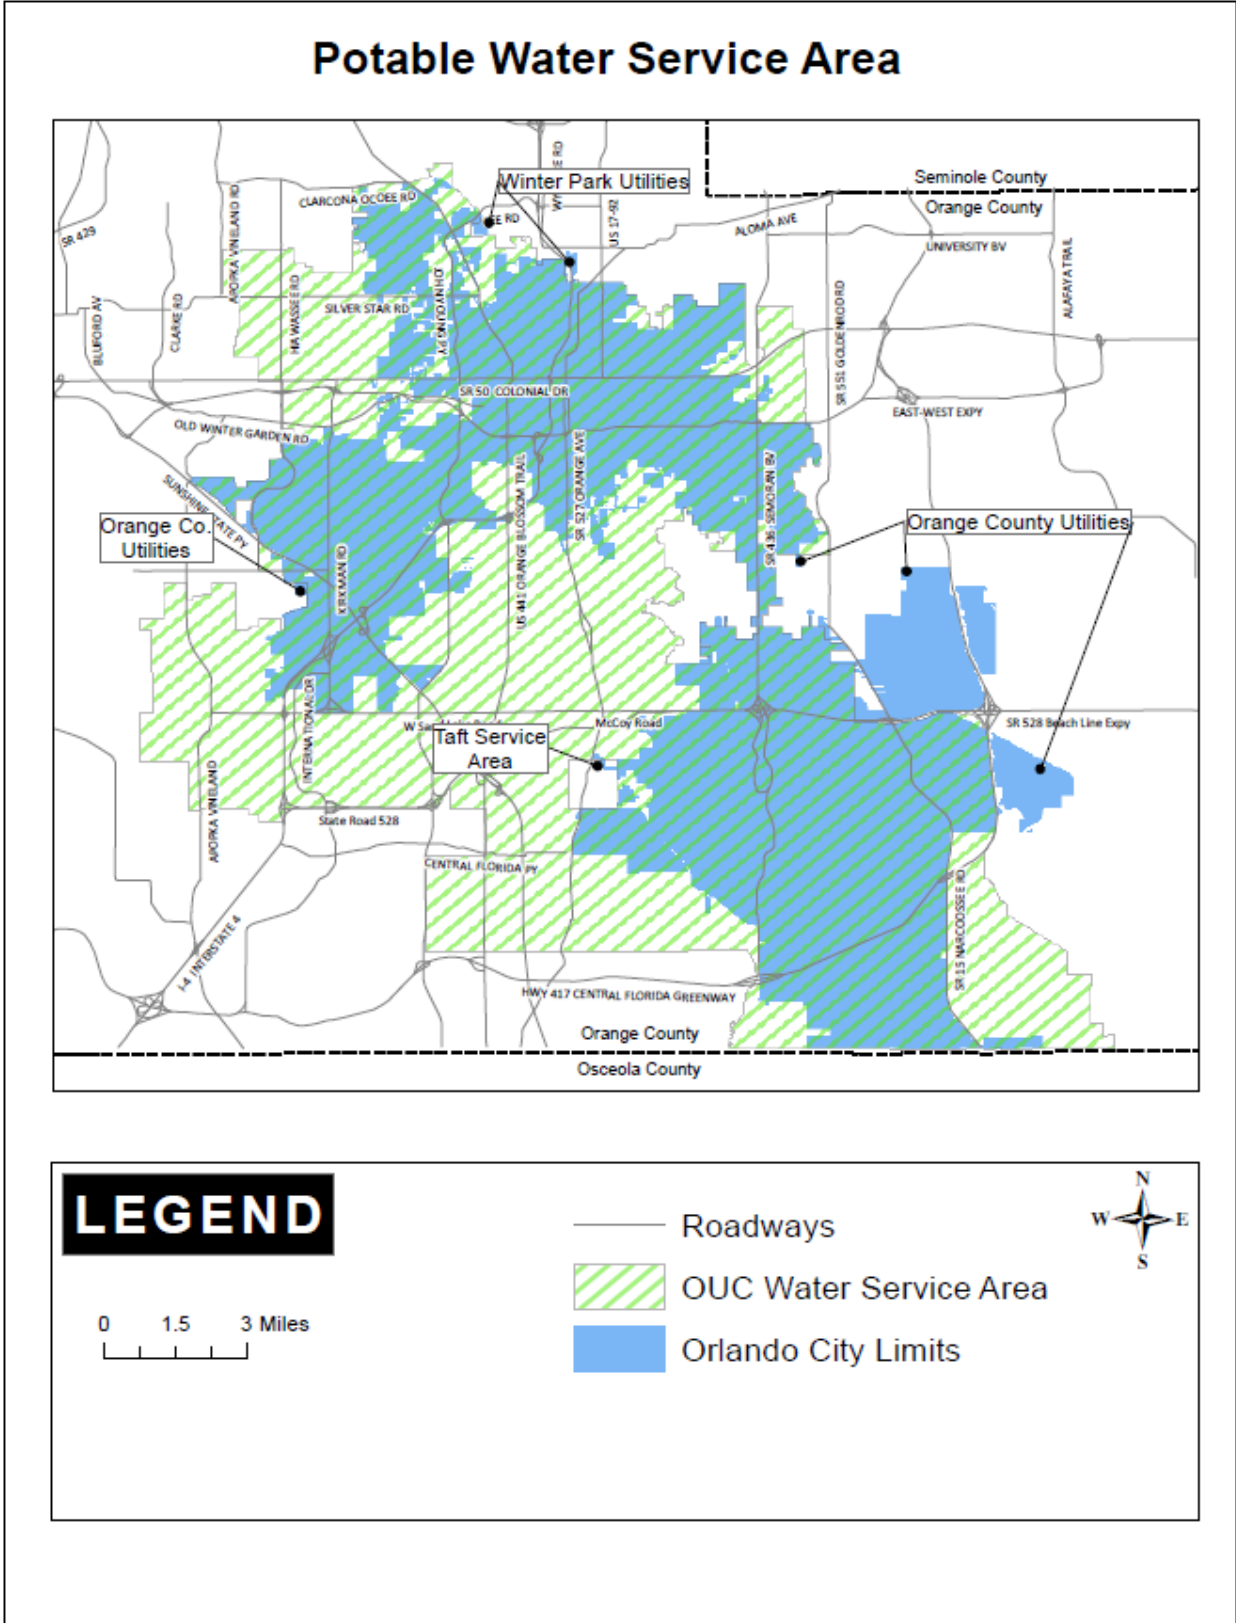 Potable Water Service Area
Winter Park Utilities
Seminole County
Orange County
CLARCONA OCOEE RD
EE RD
US 17-92
ALOMA AVE
UNIVERSITY BV
SR 429
APOPKA VINELAND RD
ALAFAYA TRAIL
HIAWASSEE RD
SILVER STAR RD
JOHN YOUNG PY
CLARKE RD
BLUFORD AV
SR 551 GOLDENROD RD
SR 50 COLONIAL DR
EAST-WEST EXPY
OLD WINTER GARDEN RD
SUNSHINE STATE PY
US 441 ORANGE BLOSSOM TRAIL
SR 527 ORANGE AVE
SR 436 SEMORAN BV
Orange Co.
Utilities
Orange County Utilities
KIRKMAN RD
INTERNATIONAL DR
McCoy Road
SR 528 Beach Line Expy
Taft Service
Area
APOPKA VINELAND
State Road 528
CENTRAL FLORIDA PY
SR 15 NARCOOSSEE RD
I-4 INTERSTATE 4
HWY 417 CENTRAL FLORIDA GREENWAY
Orange County
Osceola County
LEGEND
N
W E
S
Roadways
OUC Water Service Area
Orlando City Limits
0 1.5 3 Miles